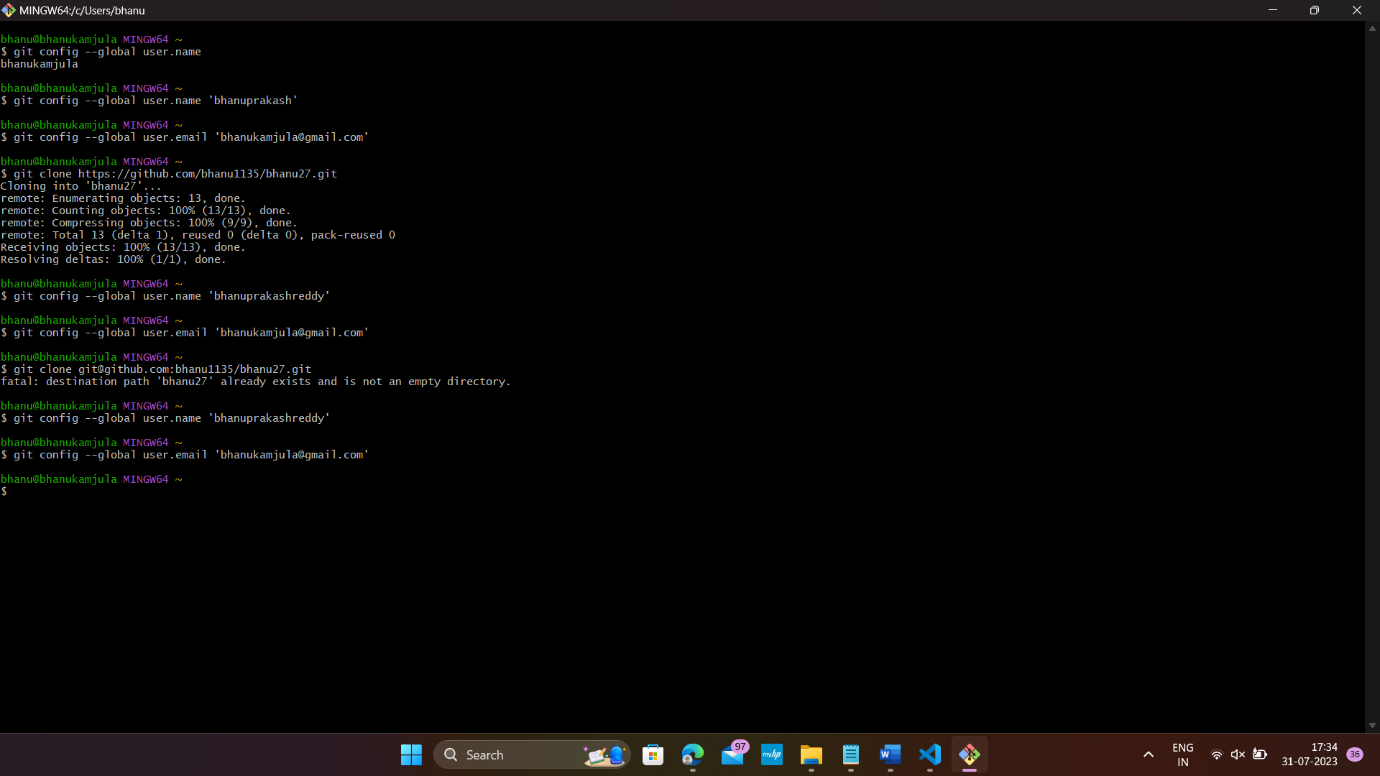 MINGW64:/c/Users/bhanu
bhanu@bhanukamjula MINGW64 ~
$ git config --global user.name
bhanukamjula
bhanu@bhanukamjula MINGW64 ~
$ git config --global user.name 'bhanuprakash'
bhanu@bhanukamjula MINGW64 ~
$ git config --global user.email 'bhanukamjula@gmail.com'
bhanu@bhanukamjula MINGW64 ~
$ git clone https://github.com/bhanu1135/bhanu27.git
Cloning into 'bhanu27'...
remote: Enumerating objects: 13, done.
remote: Counting objects: 100% (13/13), done.
remote: Compressing objects: 100% (9/9), done.
remote: Total 13 (delta 1), reused 0 (delta 0), pack-reused 0
Receiving objects: 100% (13/13), done.
Resolving deltas: 100% (1/1), done.
bhanu@bhanukamjula MINGW64 ~
$ git config --global user.name 'bhanuprakashreddy'
bhanu@bhanukamjula MINGW64 ~
$ git config --global user.email 'bhanukamjula@gmail.com'
bhanu@bhanukamjula MINGW64 ~
$ git clone git@github.com:bhanu1135/bhanu27.git
fatal: destination path 'bhanu27' already exists and is not an empty directory.
bhanu@bhanukamjula MINGW64 ~
$ git config --global user.name 'bhanuprakashreddy'
bhanu@bhanukamjula MINGW64 ~
$ git config --global user.email 'bhanukamjula@gmail.com'
bhanu@bhanukamjula MINGW64 ~
$
Search
97
myhp
W
ENG
IN
17:34
31-07-2023
36